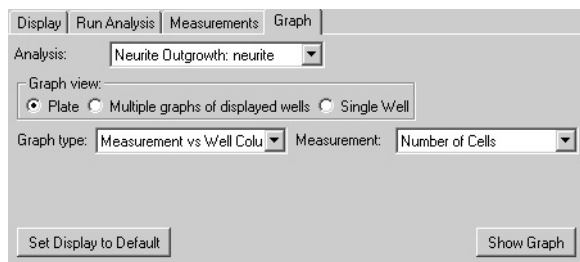 Display Run Analysis Measurements Graph
Analysis: Neurite Outgrowth: neurite
Graph view:
Plate Multiple graphs of displayed wells Single Well
Graph type: Measurement vs Well Colu Measurement: Number of Cells
Set Display to Default Show Graph